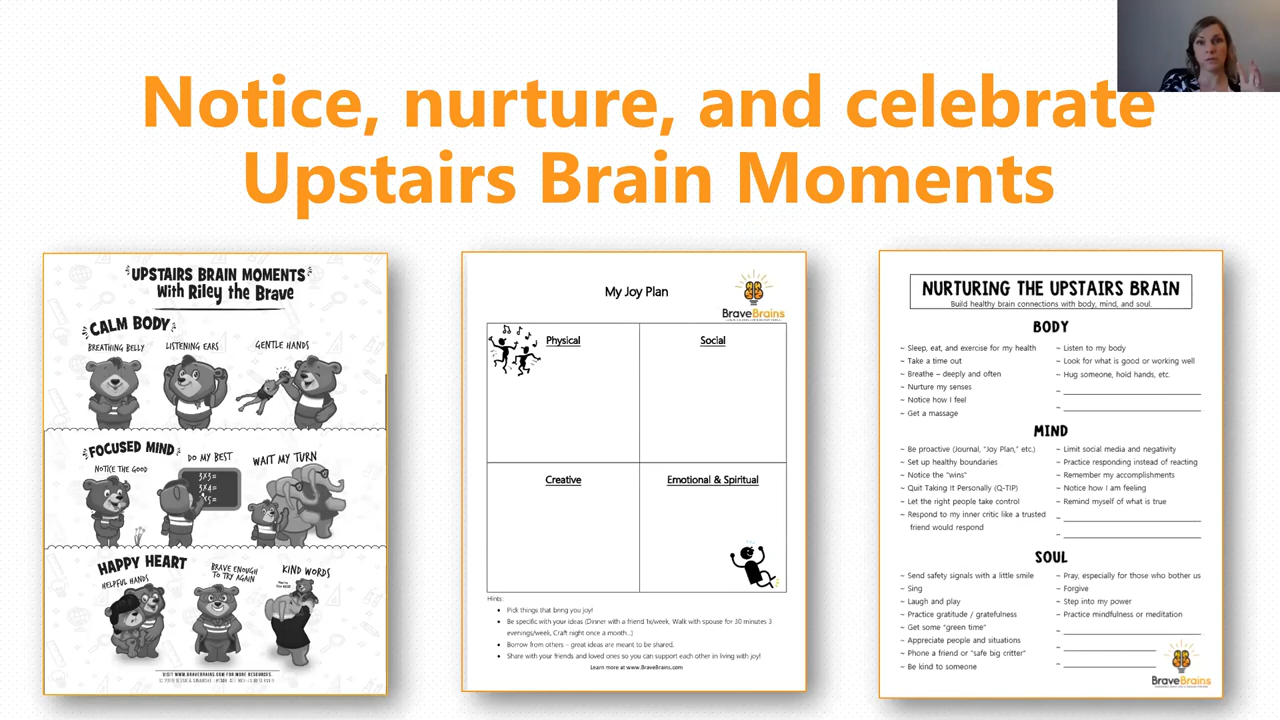 Notice, nurture, and celebrate
Upstairs Brain Moments
UPSTAIRS BRAIN MOMENTS
With Riley the Brave
CALM BODY
BREATHING BELLY
LISTENING EARS
GENTLE HANDS
FOCUSED MIND
NOTICE THE GOOD
DO MY BEST
WAIT MY TURN
3x3=
3x4=
HAPPY HEART
HELPFUL HANDS
BRAVE ENOUGH
TO TRY AGAIN
KIND WORDS
VISIT WWW.BRAVEBRAINS.COM FOR MORE RESOURCES.
My Joy Plan
BraveBrains
Physical
Social
Creative
Emotional & Spiritual
Hints:
• Pick things that bring you joy!
• Be specific with your ideas (Dinner with a friend 1x/week, Walk with spouse for 30 minutes 3
evenings/week, Craft night once a month...)
• Borrow from others – great ideas are meant to be shared.
• Share with your friends and loved ones so you can support each other in living with joy!
Learn more at www.BraveBrains.com
NURTURING THE UPSTAIRS BRAIN
Build healthy brain connections with body, mind, and soul.
BODY
~ Sleep, eat, and exercise for my health
~ Take a time out
~ Breathe – deeply and often
~ Nurture my senses
~ Notice how I feel
~ Get a massage
~ Listen to my body
~ Look for what is good or working well
~ Hug someone, hold hands, etc.
~
~
MIND
~ Be proactive (Journal, "Joy Plan," etc.)
~ Set up healthy boundaries
~ Notice the "wins"
~ Quit Taking It Personally (Q-TIP)
~ Let the right people take control
~ Respond to my inner critic like a trusted
friend would respond
~ Limit social media and negativity
~ Practice responding instead of reacting
~ Remember my accomplishments
~ Notice how I am feeling
~ Remind myself of what is true
~
~
SOUL
~ Send safety signals with a little smile
~ Sing
~ Laugh and play
~ Practice gratitude / gratefulness
~ Get some "green time"
~ Appreciate people and situations
~ Phone a friend or "safe big critter"
~ Be kind to someone
~ Pray, especially for those who bother us
~ Forgive
~ Step into my power
~ Practice mindfulness or meditation
~
~
~
BraveBrains